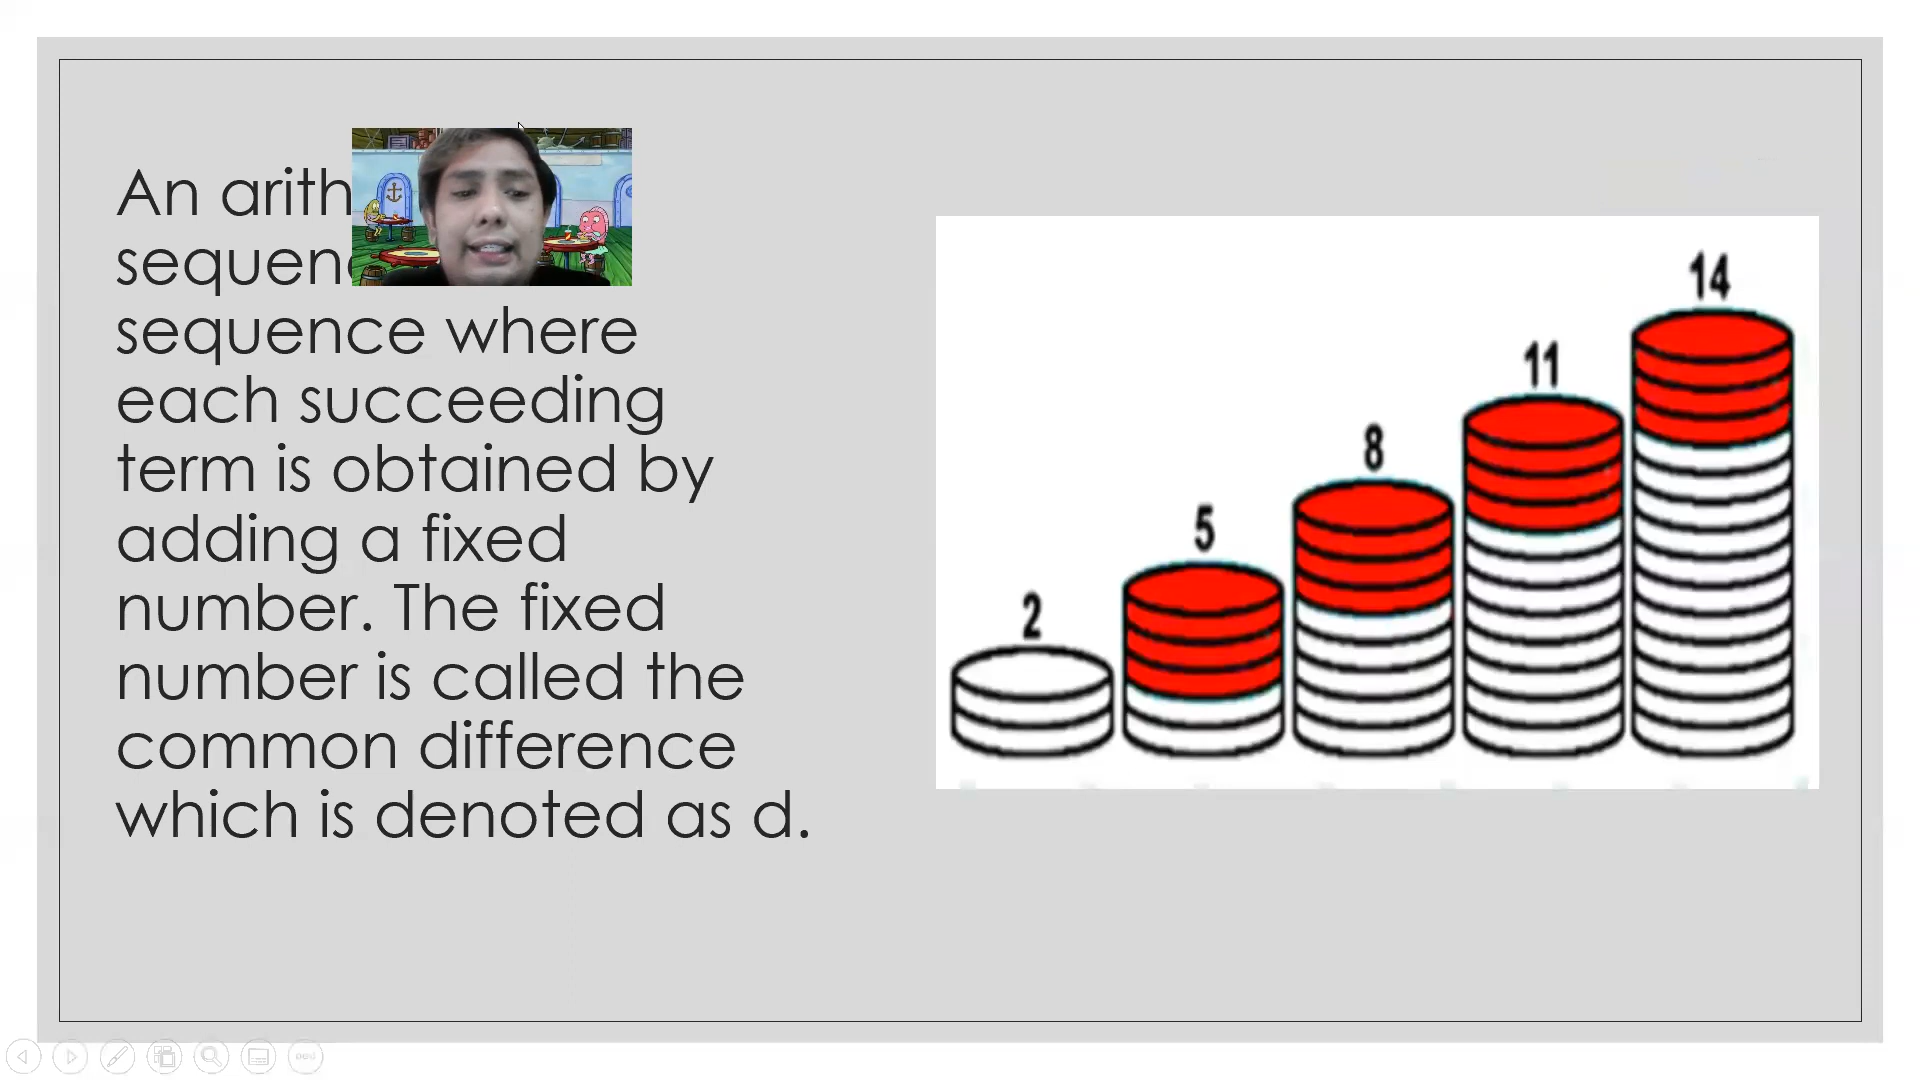 An arith
sequen
sequence where
each succeeding
term is obtained by
adding a fixed
number. The fixed
number is called the
common difference
which is denoted as d.
2
5
8
11
14